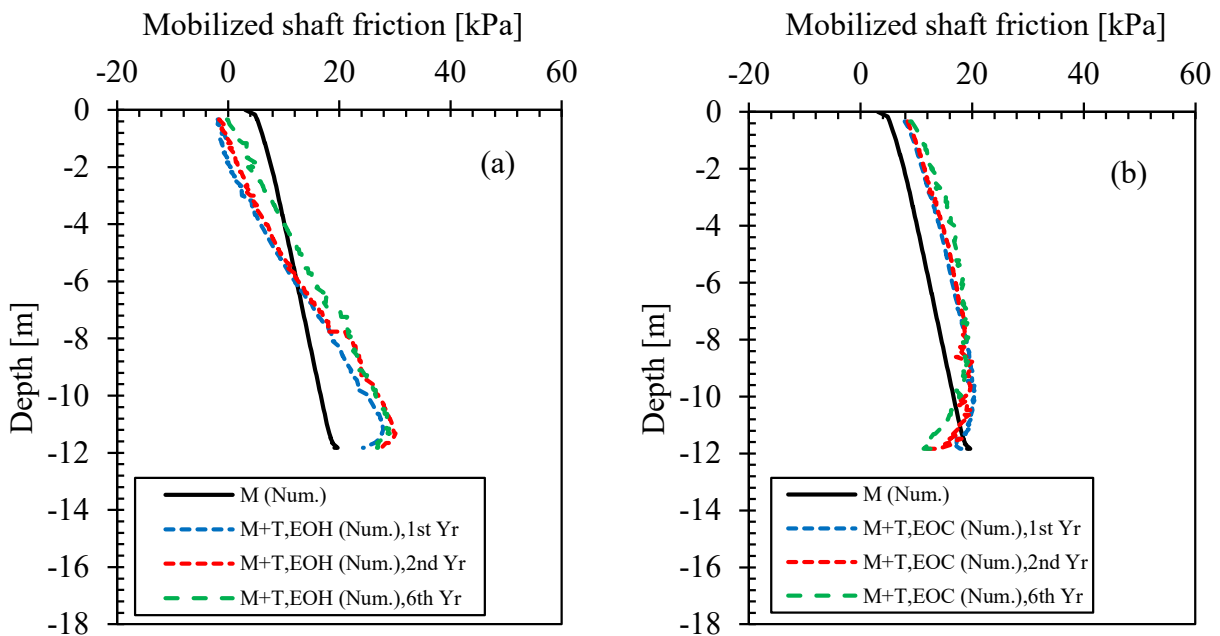 Mobilized shaft friction [kPa]
-20 0 20 40 60
0
-2
-4
-6
-8
-10
-12
-14
-16
-18
Depth [m]
(a)
M (Num.)
M+T,EOH (Num.),1st Yr
M+T,EOH (Num.),2nd Yr
M+T,EOH (Num.),6th Yr
Mobilized shaft friction [kPa]
-20 0 20 40 60
0
-2
-4
-6
-8
-10
-12
-14
-16
-18
Depth [m]
(b)
M (Num.)
M+T,EOC (Num.),1st Yr
M+T,EOC (Num.),2nd Yr
M+T,EOC (Num.),6th Yr